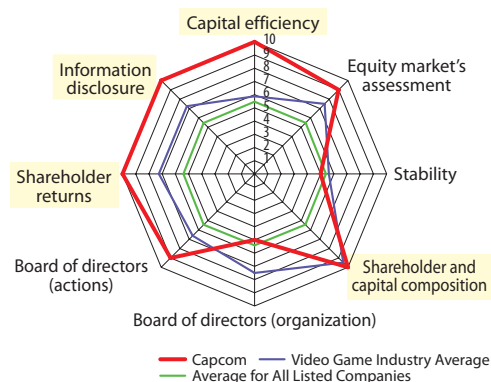 Capital efficiency
10
9
8
7
6
5
4
3
2
Information
disclosure
Equity market's
assessment
Shareholder
returns
Stability
Board of directors
(actions)
Shareholder and
capital composition
Board of directors (organization)
Capcom
Video Game Industry Average
Average for All Listed Companies